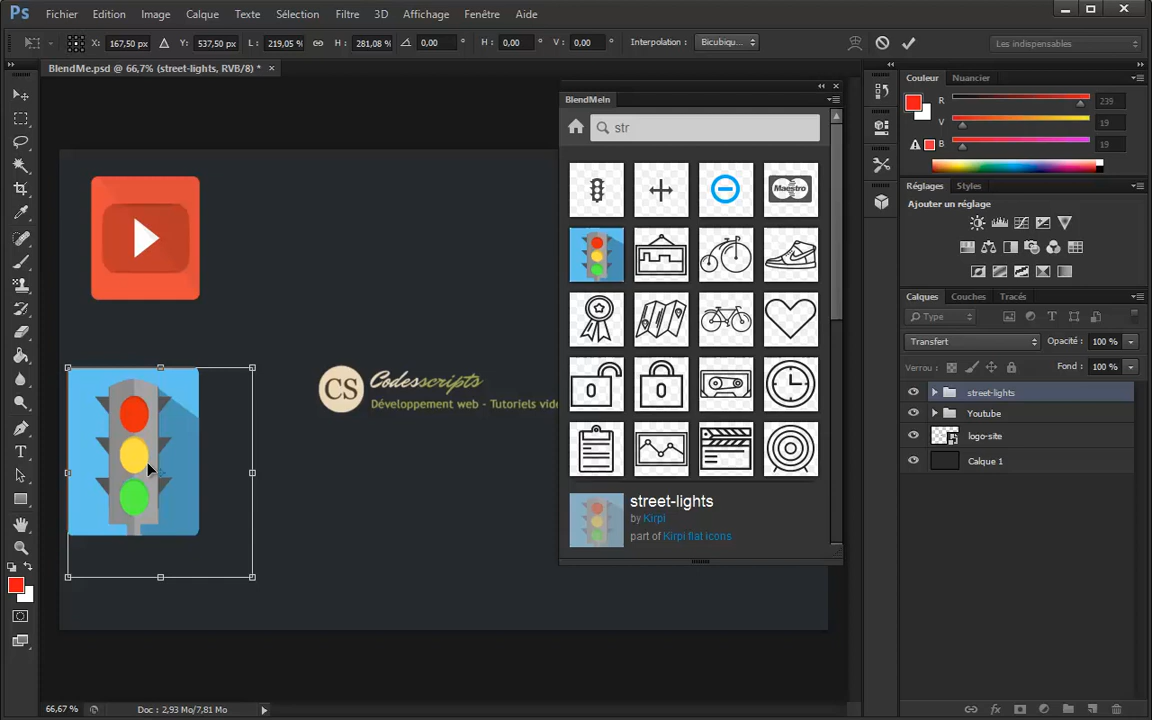 Ps Fichier Edition Image Calque Texte Sélection Filtre 3D Affichage Fenêtre Aide
X: 167,50 px Y: 537,50 px L: 219,05 % H: 281,08 % 0,00 H: 0,00 V: 0,00 Interpolation : Bicubiqu... Les indispensables
BlendMe.psd @ 66,7% (street-lights, RVB/8) * ×
BlendMeIn
str
Maestro
street-lights
by Kirpi
part of Kirpi flat icons
CS Codesscripts
Développement web - Tutoriels vide
Couleur Nuancier
R 239
V 19
B 19
Réglages Styles
Ajouter un réglage
Calques Couches Tracés
Type
Transfert Opacité : 100 %
Verrou : Fond : 100 %
street-lights
Youtube
logo-site
Calque 1
66,67 % Doc : 2,93 Mo/7,81 Mo